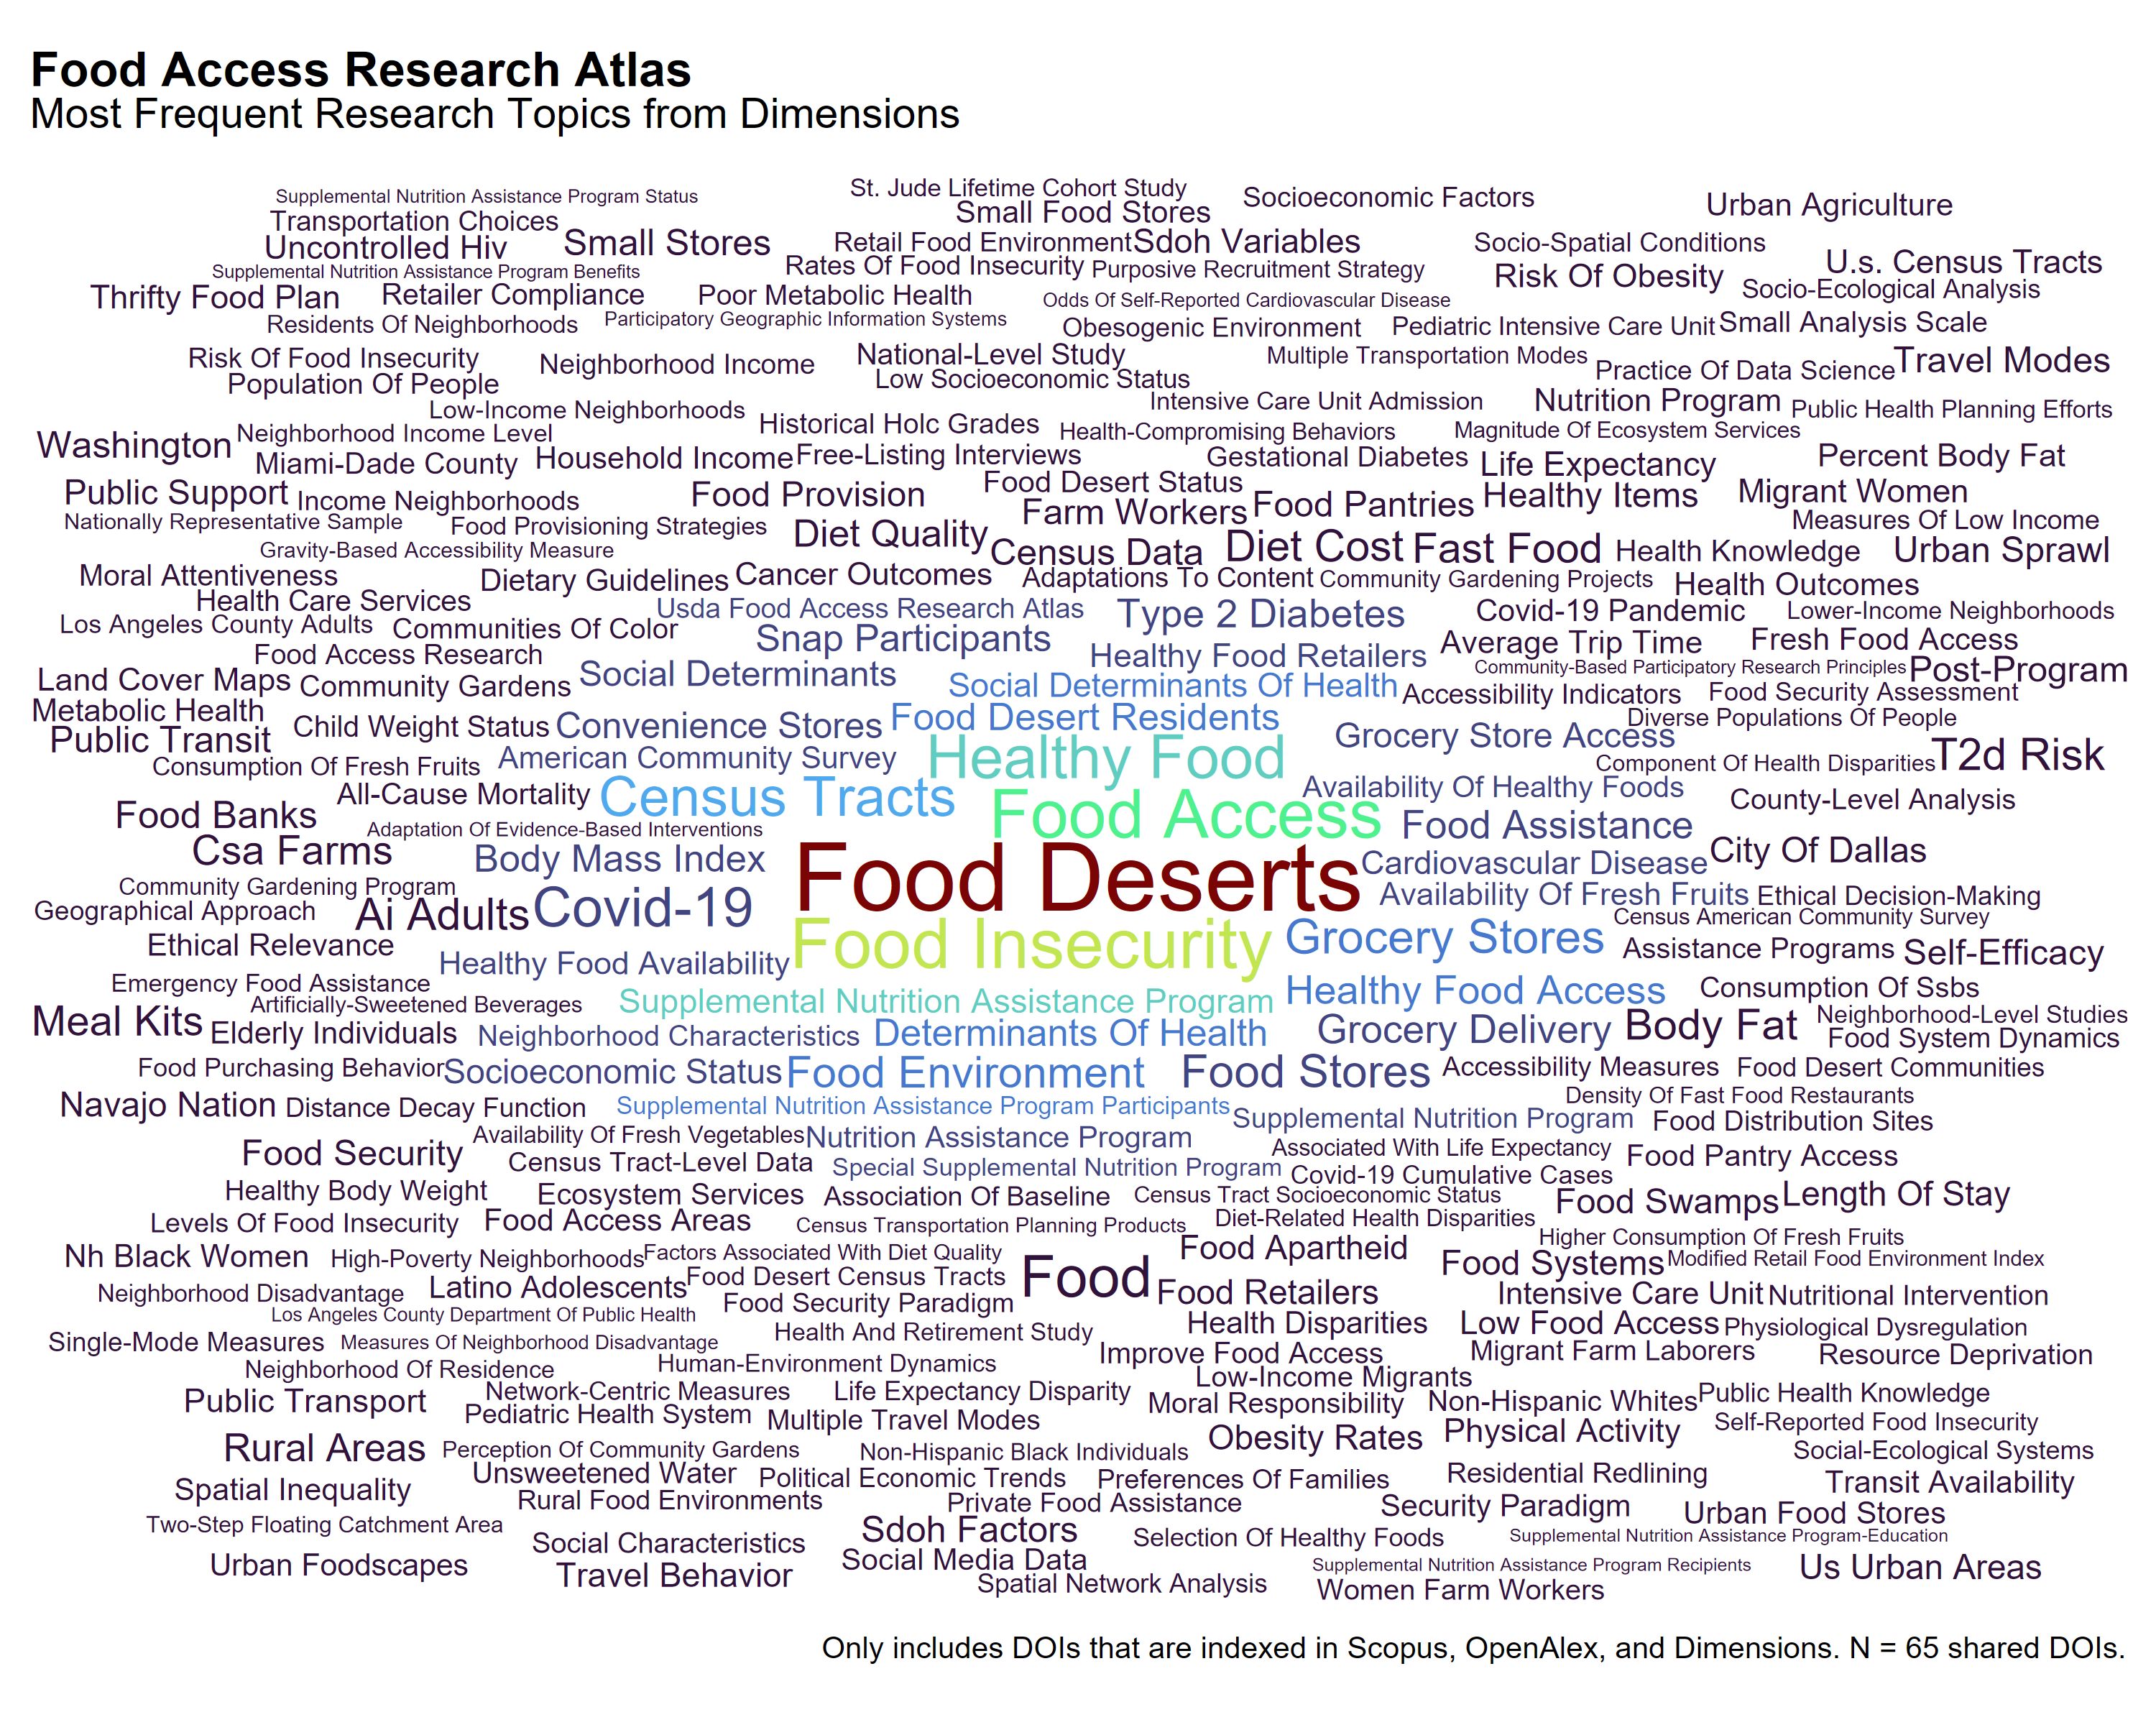 Food Access Research Atlas
Most Frequent Research Topics from Dimensions
Supplemental Nutrition Assistance Program Status
St. Jude Lifetime Cohort Study
Socioeconomic Factors
Urban Agriculture
Transportation Choices
Small Food Stores
Uncontrolled Hiv
Small Stores
Retail Food Environment
Sdoh Variables
Socio-Spatial Conditions
U.s. Census Tracts
Supplemental Nutrition Assistance Program Benefits
Rates Of Food Insecurity
Purposive Recruitment Strategy
Risk Of Obesity
Socio-Ecological Analysis
Thrifty Food Plan
Retailer Compliance
Poor Metabolic Health
Odds Of Self-Reported Cardiovascular Disease
Residents Of Neighborhoods
Participatory Geographic Information Systems
Obesogenic Environment
Pediatric Intensive Care Unit
Small Analysis Scale
Risk Of Food Insecurity
Neighborhood Income
National-Level Study
Multiple Transportation Modes
Practice Of Data Science
Travel Modes
Population Of People
Low Socioeconomic Status
Low-Income Neighborhoods
Intensive Care Unit Admission
Nutrition Program
Public Health Planning Efforts
Washington
Neighborhood Income Level
Historical Holc Grades
Health-Compromising Behaviors
Magnitude Of Ecosystem Services
Miami-Dade County
Household Income
Free-Listing Interviews
Gestational Diabetes
Life Expectancy
Percent Body Fat
Public Support
Income Neighborhoods
Food Provision
Food Desert Status
Farm Workers
Food Pantries
Healthy Items
Migrant Women
Nationally Representative Sample
Food Provisioning Strategies
Diet Quality
Measures Of Low Income
Gravity-Based Accessibility Measure
Census Data
Diet Cost
Fast Food
Health Knowledge
Urban Sprawl
Moral Attentiveness
Dietary Guidelines
Cancer Outcomes
Adaptations To Content
Community Gardening Projects
Health Outcomes
Health Care Services
Usda Food Access Research Atlas
Type 2 Diabetes
Covid-19 Pandemic
Lower-Income Neighborhoods
Los Angeles County Adults
Communities Of Color
Snap Participants
Average Trip Time
Fresh Food Access
Food Access Research
Social Determinants
Healthy Food Retailers
Community-Based Participatory Research Principles
Post-Program
Land Cover Maps
Community Gardens
Social Determinants Of Health
Accessibility Indicators
Food Security Assessment
Metabolic Health
Child Weight Status
Convenience Stores
Food Desert Residents
Diverse Populations Of People
Public Transit
Grocery Store Access
American Community Survey
Healthy Food
Component Of Health Disparities
T2d Risk
Consumption Of Fresh Fruits
All-Cause Mortality
Census Tracts
Availability Of Healthy Foods
County-Level Analysis
Food Banks
Food Access
Food Assistance
Adaptation Of Evidence-Based Interventions
Csa Farms
Body Mass Index
Food Deserts
Cardiovascular Disease
City Of Dallas
Community Gardening Program
Availability Of Fresh Fruits
Ethical Decision-Making
Geographical Approach
Ai Adults
Covid-19
Census American Community Survey
Ethical Relevance
Food Insecurity
Grocery Stores
Assistance Programs
Self-Efficacy
Healthy Food Availability
Emergency Food Assistance
Healthy Food Access
Consumption Of Ssbs
Artificially-Sweetened Beverages
Supplemental Nutrition Assistance Program
Meal Kits
Elderly Individuals
Neighborhood Characteristics
Determinants Of Health
Grocery Delivery
Body Fat
Neighborhood-Level Studies
Food System Dynamics
Food Purchasing Behavior
Socioeconomic Status
Food Environment
Food Stores
Accessibility Measures
Food Desert Communities
Navajo Nation
Distance Decay Function
Supplemental Nutrition Assistance Program Participants
Supplemental Nutrition Program
Density Of Fast Food Restaurants
Food Distribution Sites
Food Security
Availability Of Fresh Vegetables
Nutrition Assistance Program
Associated With Life Expectancy
Food Pantry Access
Census Tract-Level Data
Special Supplemental Nutrition Program
Covid-19 Cumulative Cases
Healthy Body Weight
Ecosystem Services
Association Of Baseline
Census Tract Socioeconomic Status
Food Swamps
Length Of Stay
Levels Of Food Insecurity
Food Access Areas
Census Transportation Planning Products
Diet-Related Health Disparities
Higher Consumption Of Fresh Fruits
Nh Black Women
High-Poverty Neighborhoods
Factors Associated With Diet Quality
Food Apartheid
Food Systems
Modified Retail Food Environment Index
Neighborhood Disadvantage
Latino Adolescents
Food Desert Census Tracts
Food
Food Retailers
Intensive Care Unit
Nutritional Intervention
Los Angeles County Department Of Public Health
Food Security Paradigm
Health Disparities
Low Food Access
Physiological Dysregulation
Single-Mode Measures
Measures Of Neighborhood Disadvantage
Health And Retirement Study
Improve Food Access
Migrant Farm Laborers
Resource Deprivation
Neighborhood Of Residence
Human-Environment Dynamics
Low-Income Migrants
Public Transport
Network-Centric Measures
Life Expectancy Disparity
Moral Responsibility
Non-Hispanic Whites
Public Health Knowledge
Pediatric Health System
Multiple Travel Modes
Obesity Rates
Physical Activity
Self-Reported Food Insecurity
Rural Areas
Perception Of Community Gardens
Non-Hispanic Black Individuals
Social-Ecological Systems
Unsweetened Water
Political Economic Trends
Preferences Of Families
Residential Redlining
Transit Availability
Spatial Inequality
Rural Food Environments
Private Food Assistance
Security Paradigm
Urban Food Stores
Two-Step Floating Catchment Area
Social Characteristics
Sdoh Factors
Selection Of Healthy Foods
Supplemental Nutrition Assistance Program-Education
Urban Foodscapes
Travel Behavior
Social Media Data
Supplemental Nutrition Assistance Program Recipients
Us Urban Areas
Spatial Network Analysis
Women Farm Workers
Only includes DOIs that are indexed in Scopus, OpenAlex, and Dimensions. N = 65 shared DOIs.